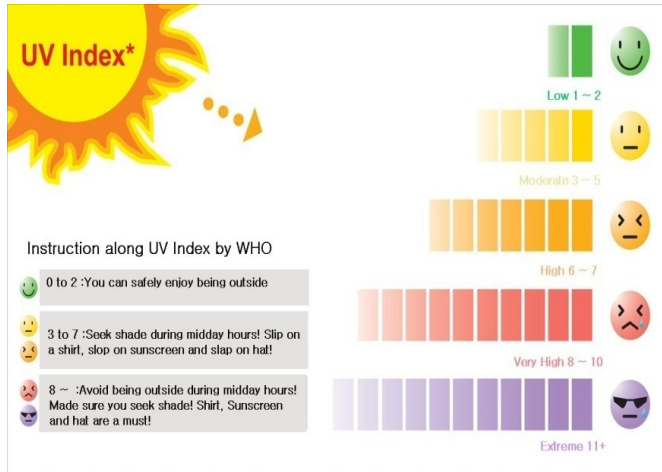 UV Index*
Low 1 ~ 2
Moderate 3 ~ 5
High 6 ~ 7
Very High 8 ~ 10
Extreme 11+
Instruction along UV Index by WHO
0 to 2 :You can safely enjoy being outside
3 to 7 :Seek shade during midday hours! Slip on
a shirt, slop on sunscreen and slap on hat!
8 ~ :Avoid being outside during midday hours!
Made sure you seek shade! Shirt, Sunscreen
and hat are a must!